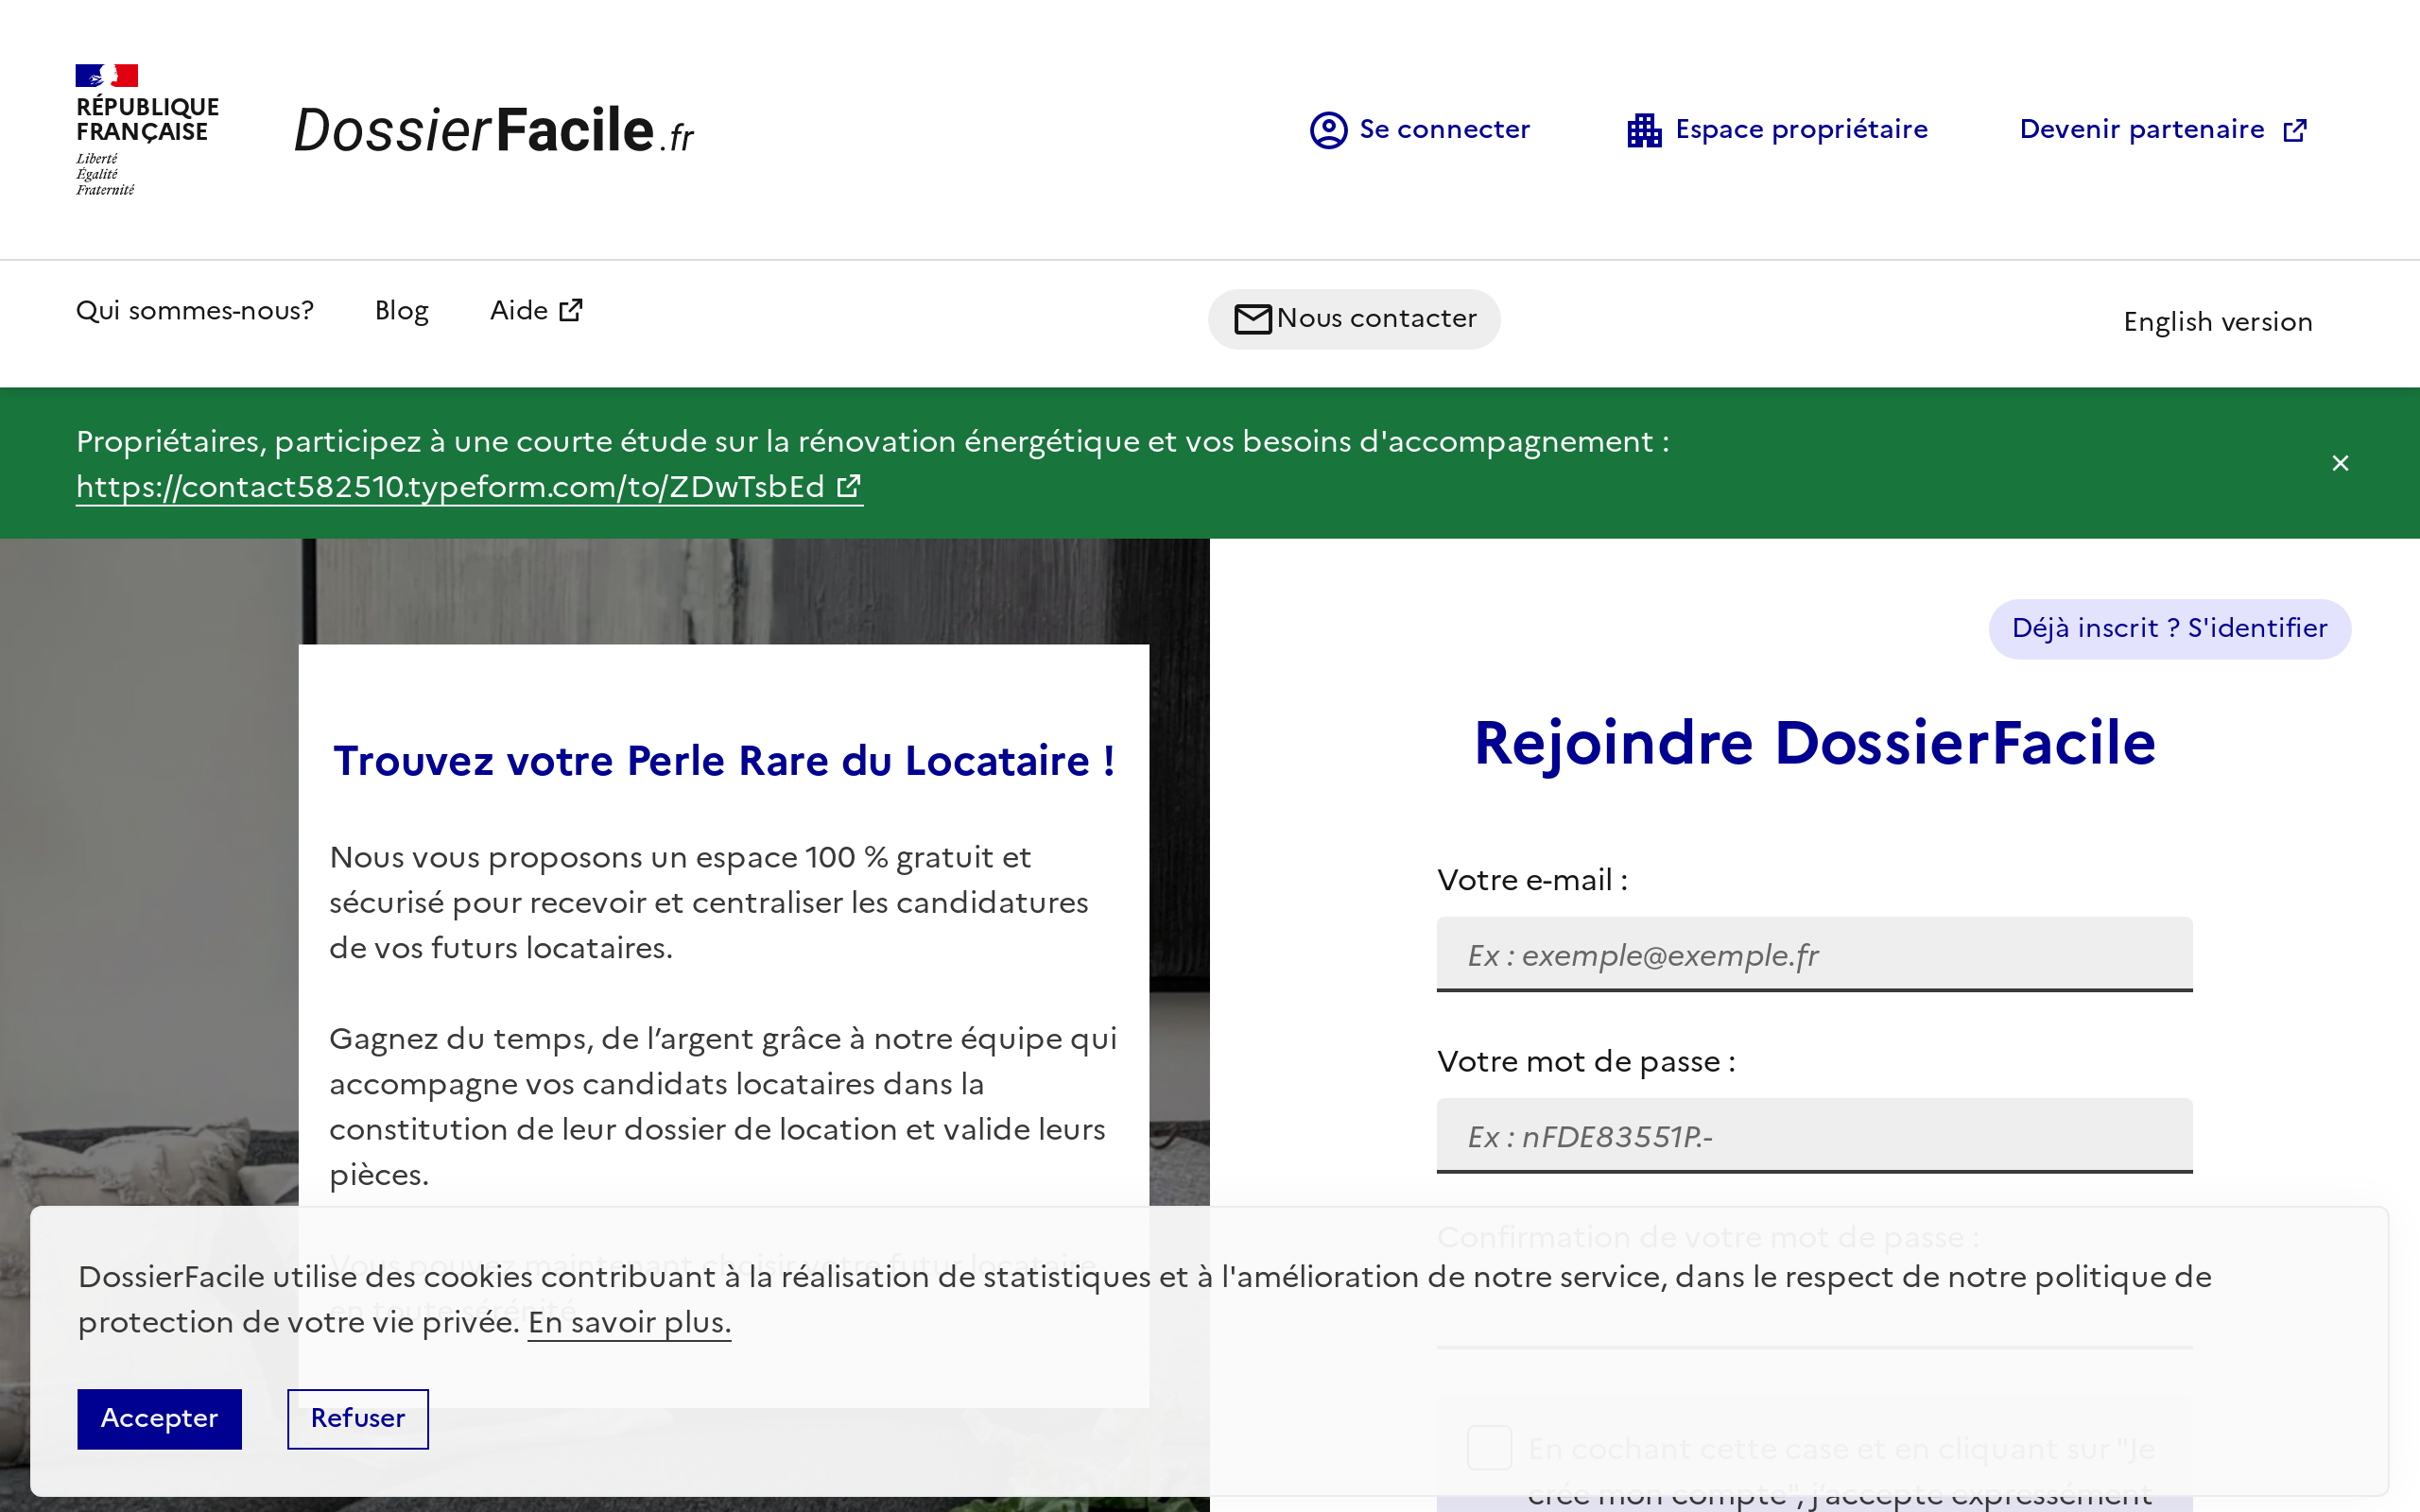 RÉPUBLIQUE
FRANÇAISE
Liberté
Égalité
Fraternité
DossierFacile.fr
Se connecter
Espace propriétaire
Devenir partenaire
Qui sommes-nous?
Blog
Aide
Nous contacter
English version
Propriétaires, participez à une courte étude sur la rénovation énergétique et vos besoins d'accompagnement :
https://contact582510.typeform.com/to/ZDwTsbEd
Trouvez votre Perle Rare du Locataire !
Nous vous proposons un espace 100 % gratuit et
sécurisé pour recevoir et centraliser les candidatures
de vos futurs locataires.
Gagnez du temps, de l’argent grâce à notre équipe qui
accompagne vos candidats locataires dans la
constitution de leur dossier de location et valide leurs
pièces.
Vous pouvez maintenant choisir votre futur locataire
en toute sérénité.
Déjà inscrit ? S'identifier
Rejoindre DossierFacile
Votre e-mail :
Ex : exemple@exemple.fr
Votre mot de passe :
Ex : nFDE83551P.-
Confirmation de votre mot de passe :
En cochant cette case et en cliquant sur "Je
crée mon compte", j’accepte expressément
DossierFacile utilise des cookies contribuant à la réalisation de statistiques et à l'amélioration de notre service, dans le respect de notre politique de
protection de votre vie privée. En savoir plus.
Accepter
Refuser